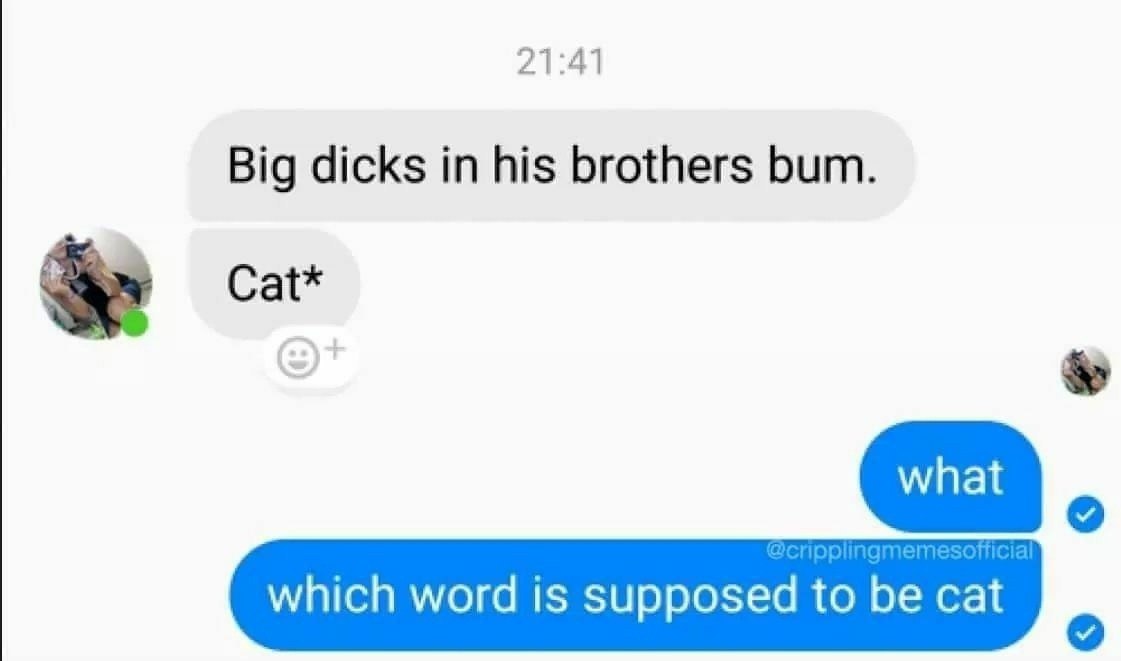 21:41
Big dicks in his brothers bum.
Cat*
what
@cripplingmemesofficial
which word is supposed to be cat